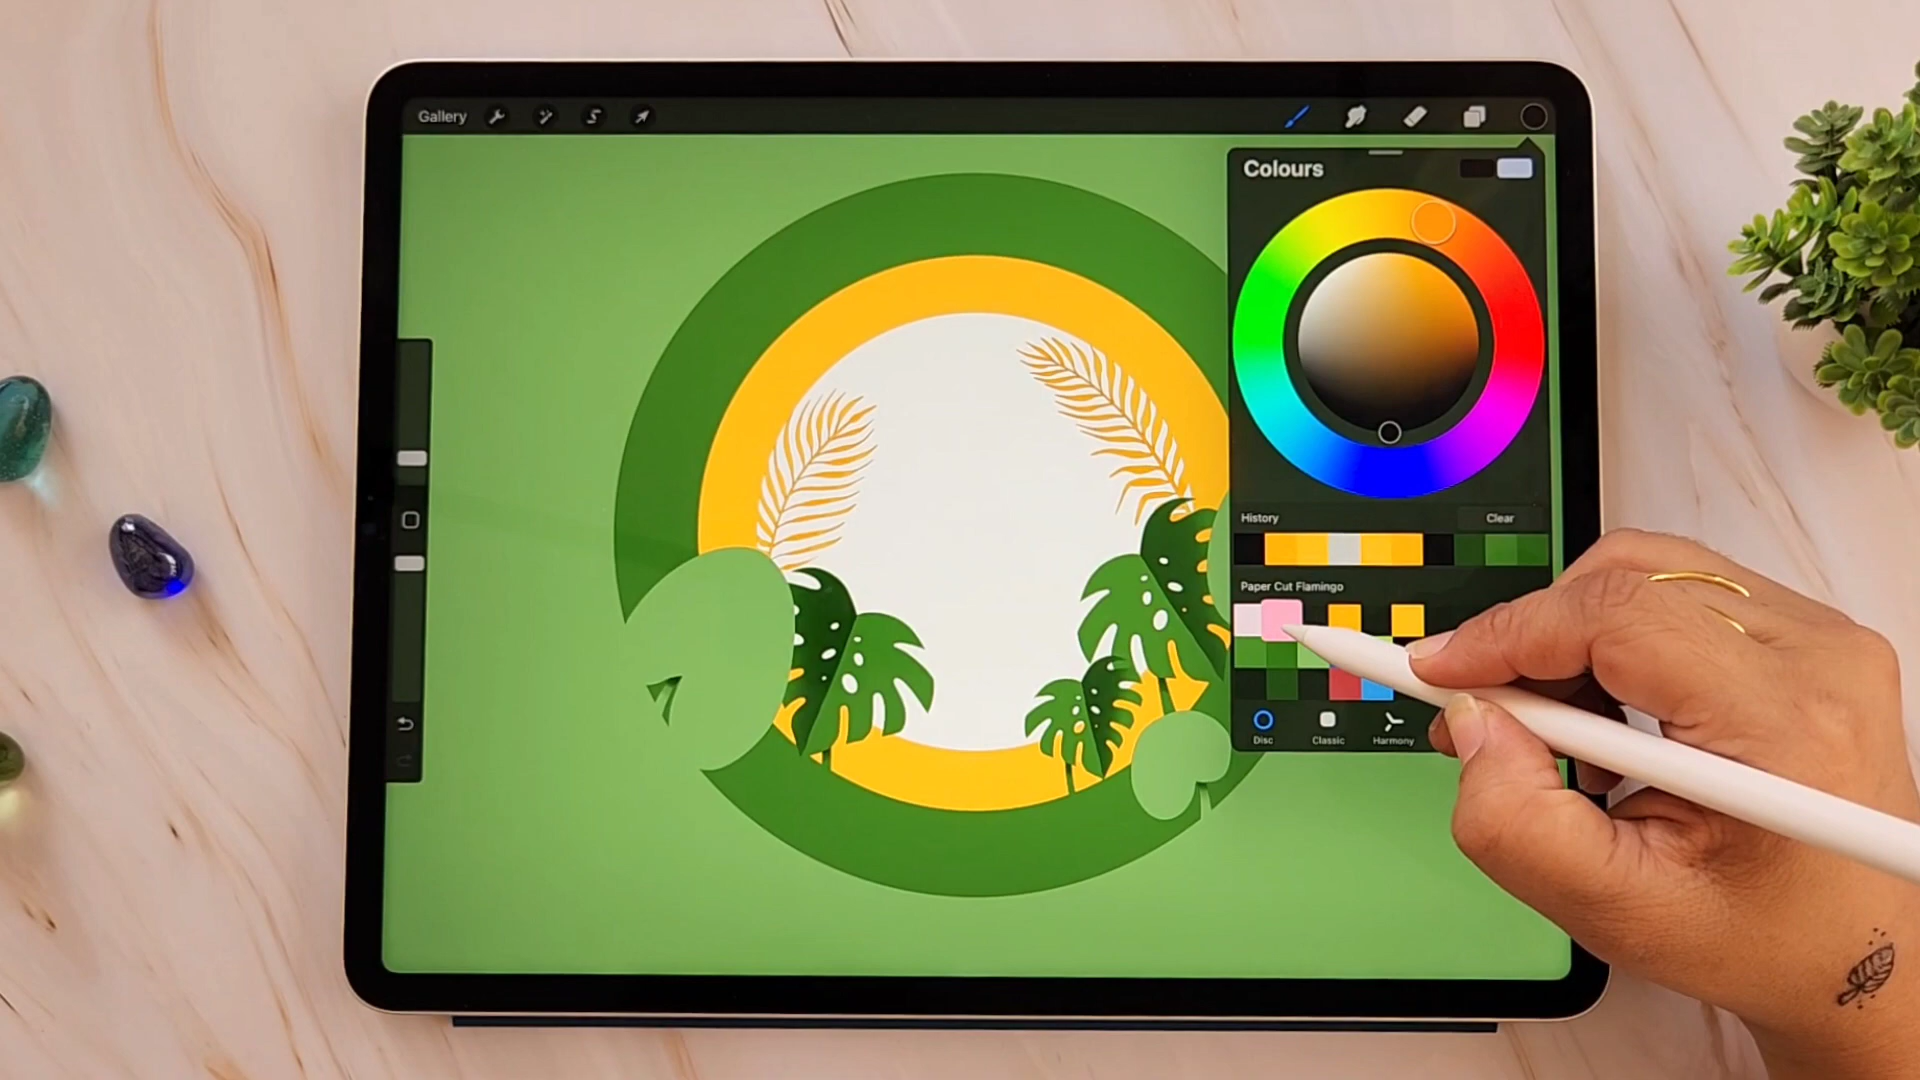 Gallery
Colours
History Clear
Paper Cut Flamingo
Disc Classic Harmony